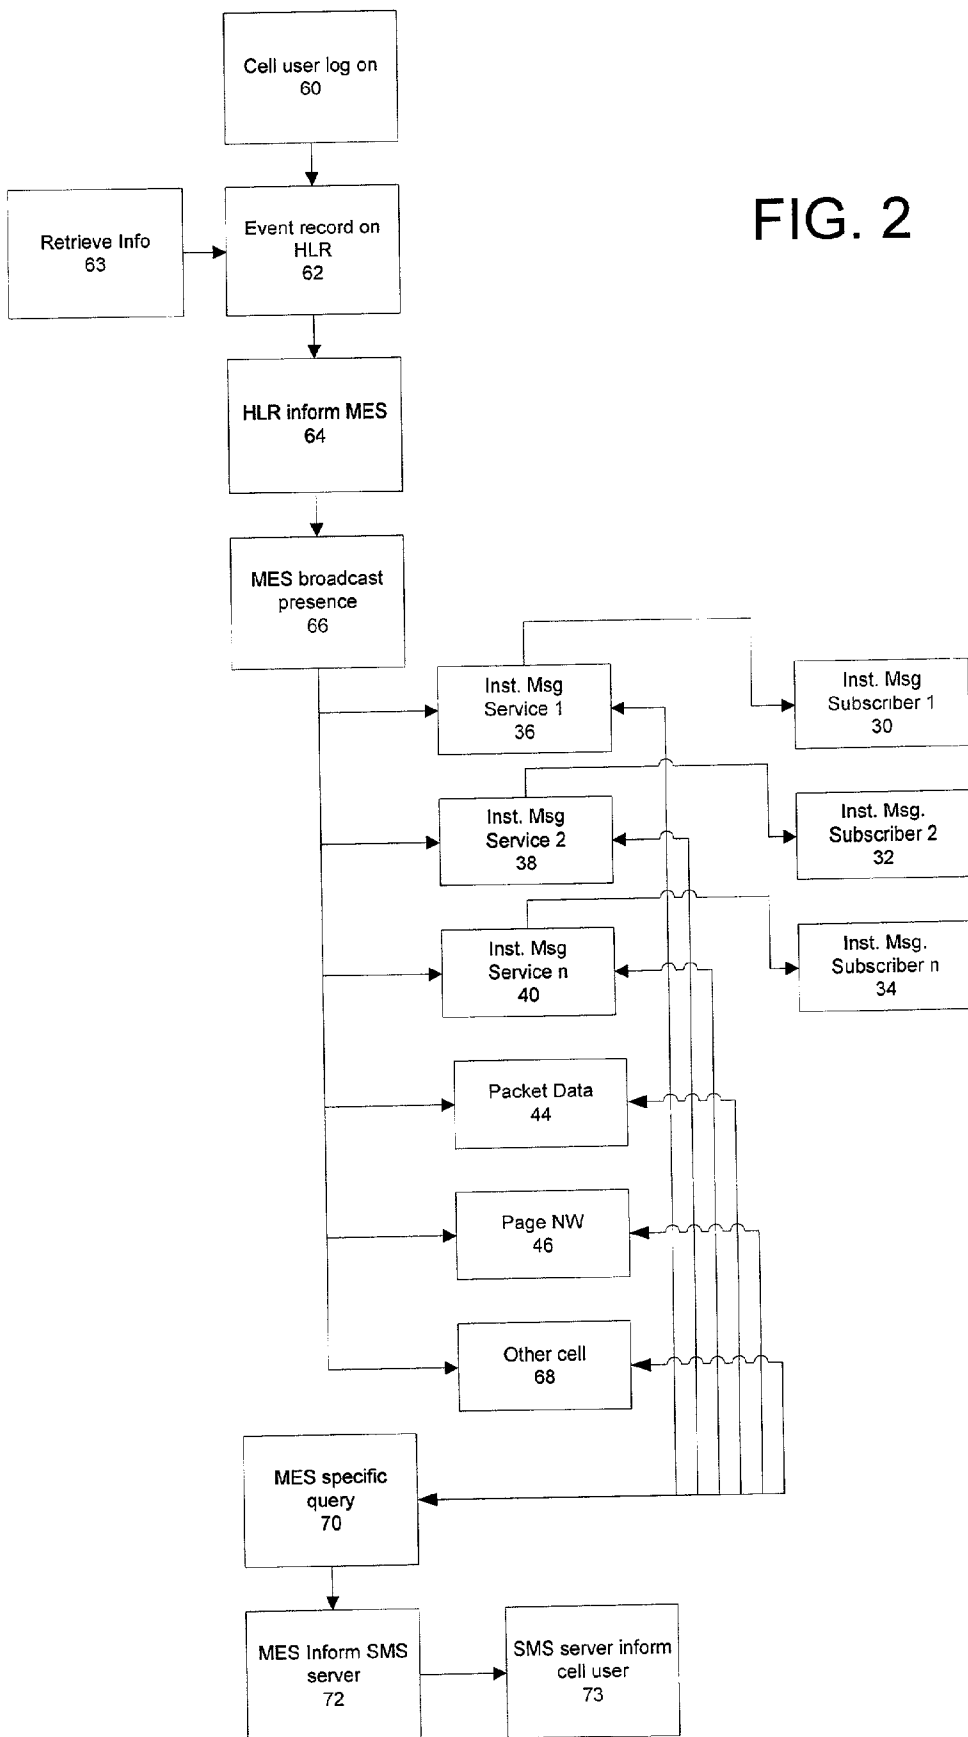 Cell user log on
60
FIG. 2
Retrieve Info
63
Event record on
HLR
62
HLR inform MES
64
MES broadcast
presence
66
Inst. Msg
Service 1
36
Inst. Msg
Subscriber 1
30
Inst. Msg
Service 2
38
Inst. Msg.
Subscriber 2
32
Inst. Msg
Service n
40
Inst. Msg.
Subscriber n
34
Packet Data
44
Page NW
46
Other cell
68
MES specific
query
70
MES Inform SMS
server
72
SMS server inform
cell user
73